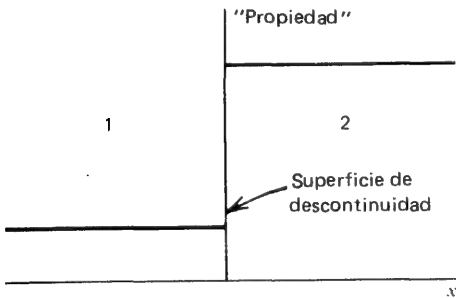 "Propiedad"
1
2
Superficie de
descontinuidad
x